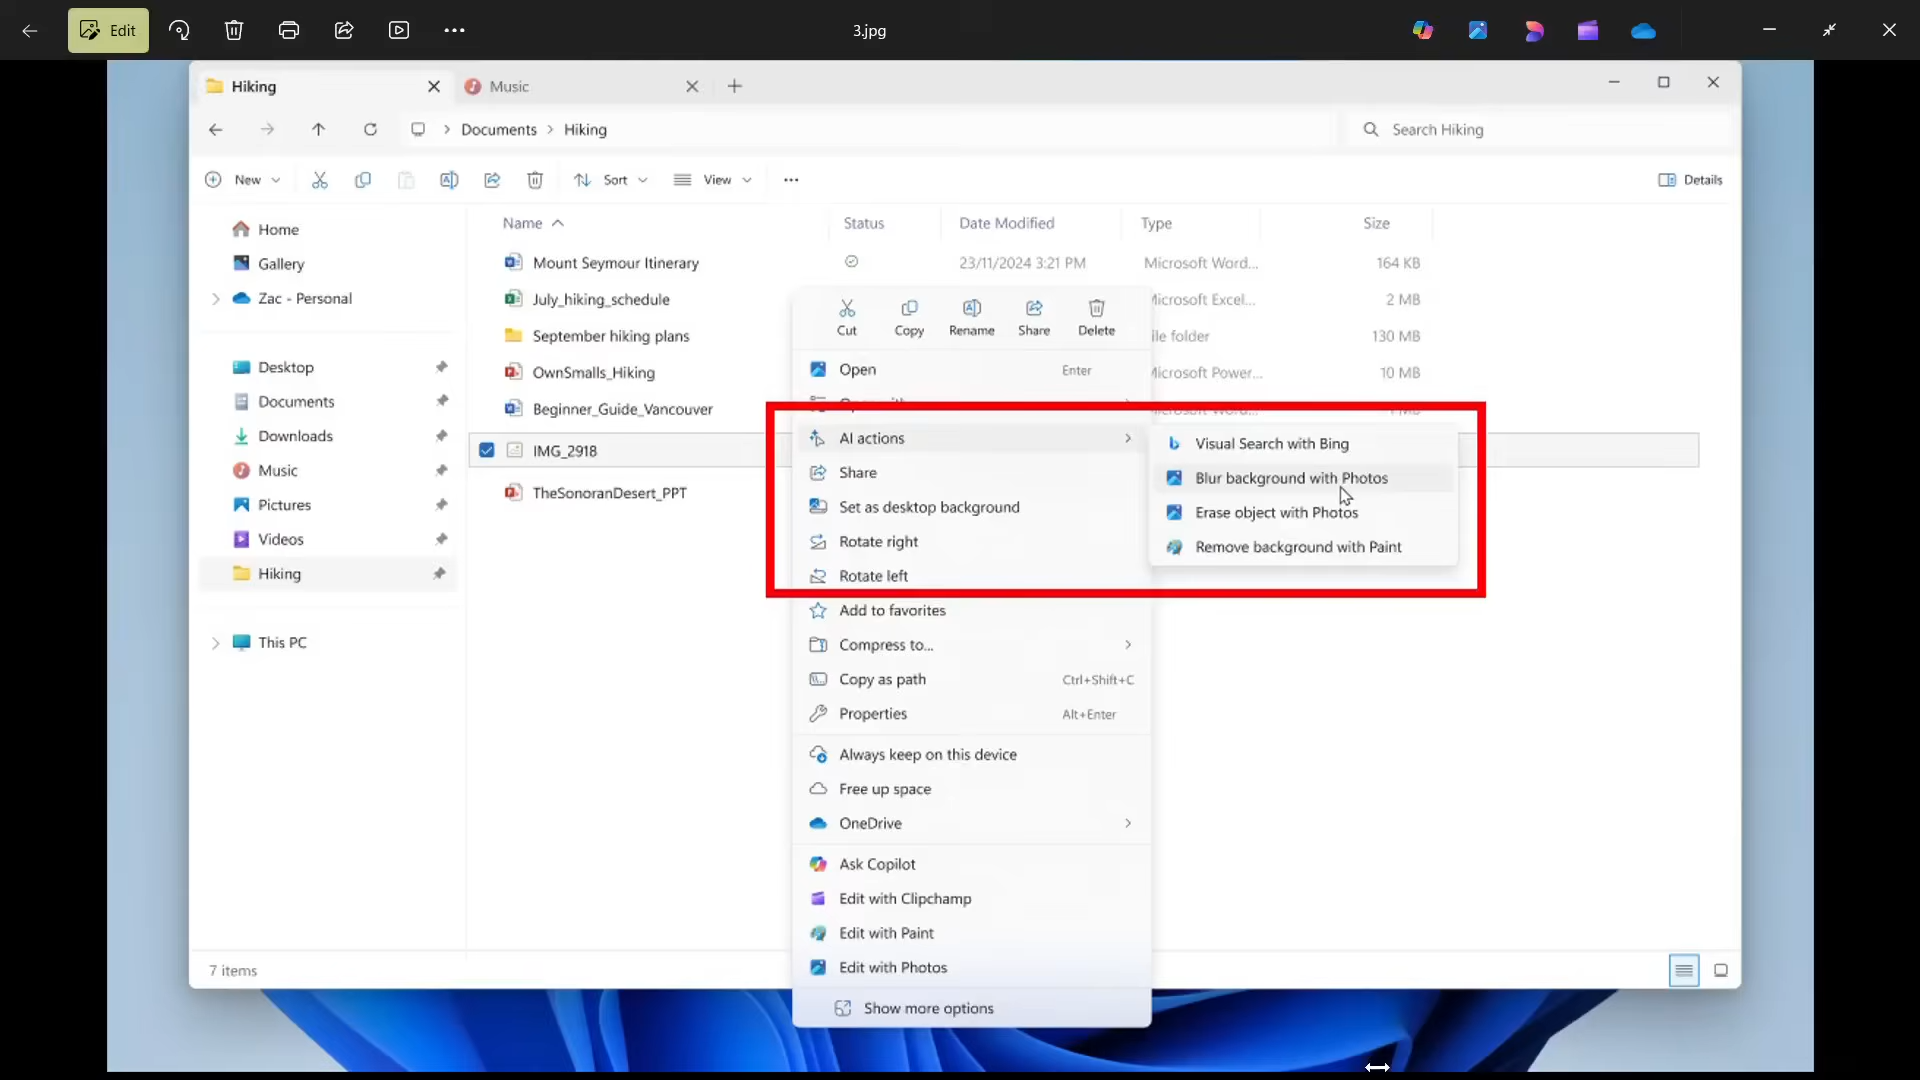 Edit
3.jpg
Hiking
Music
Documents > Hiking
Search Hiking
New
Sort
View
Details
Home
Gallery
Zac - Personal
Desktop
Documents
Downloads
Music
Pictures
Videos
Hiking
This PC
Name Status Date Modified Type Size
Mount Seymour Itinerary 23/11/2024 3:21 PM Microsoft Word... 164 KB
July_hiking_schedule Microsoft Excel... 2 MB
September hiking plans file folder 130 MB
OwnSmalls_Hiking Microsoft Power... 10 MB
Beginner_Guide_Vancouver
IMG_2918
TheSonoranDesert_PPT
Cut Copy Rename Share Delete
Open Enter
AI actions
Share
Set as desktop background
Rotate right
Rotate left
Add to favorites
Compress to...
Copy as path Ctrl+Shift+C
Properties Alt+Enter
Always keep on this device
Free up space
OneDrive
Ask Copilot
Edit with Clipchamp
Edit with Paint
Edit with Photos
Show more options
Visual Search with Bing
Blur background with Photos
Erase object with Photos
Remove background with Paint
7 items